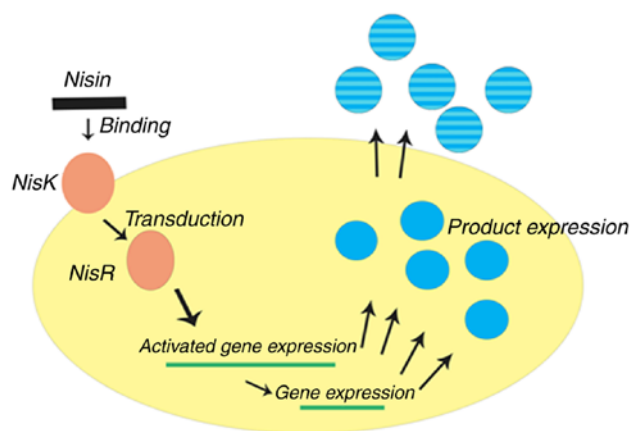 Nisin
Binding
NisK
Transduction
NisR
Product expression
Activated gene expression
Gene expression